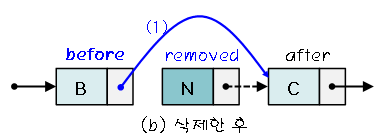 (1)
before removed after
B N C
(b) 삭제한 후